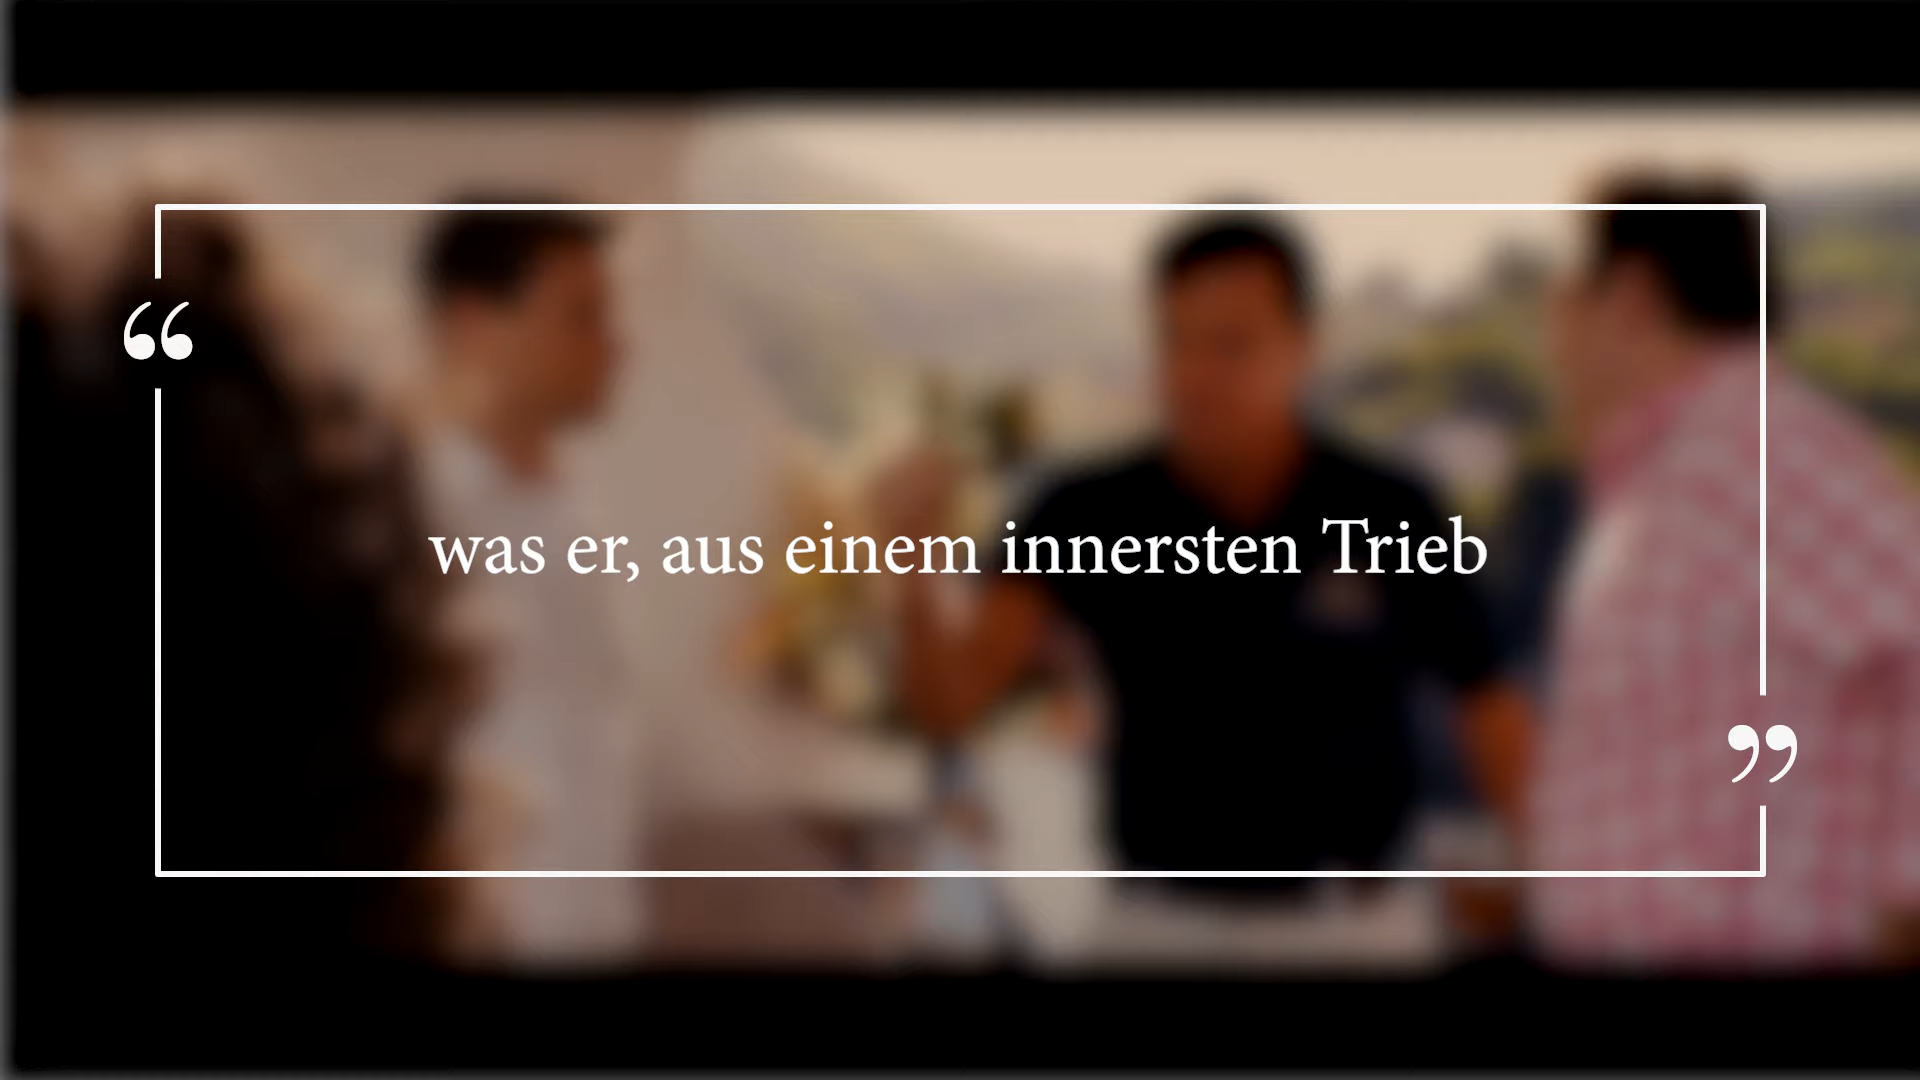 “
was er, aus einem innersten Trieb
”